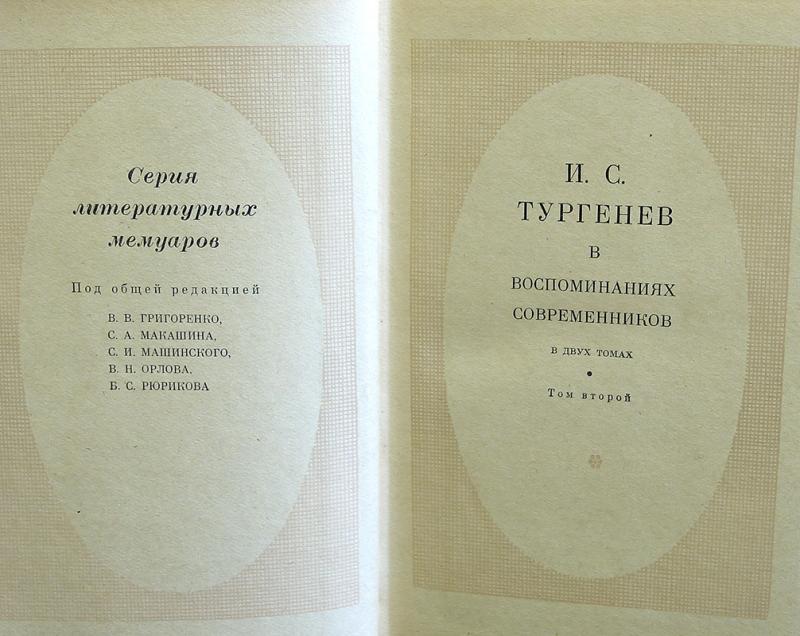 Серия
литературных
мемуаров
Под общей редакцией
В. В. ГРИГОРЕНКО,
С. А. МАКАШИНА,
С. И. МАШИНСКОГО,
В. Н. ОРЛОВА,
Б. С. РЮРИКОВА
И. С.
ТУРГЕНЕВ
В
ВОСПОМИНАНИЯХ
СОВРЕМЕННИКОВ
В ДВУХ ТОМАХ
•
Том второй